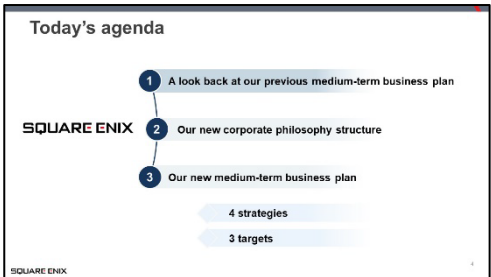 Today's agenda
1 A look back at our previous medium-term business plan
SQUARE ENIX
2 Our new corporate philosophy structure
3 Our new medium-term business plan
4 strategies
3 targets
4
SQUARE ENIX